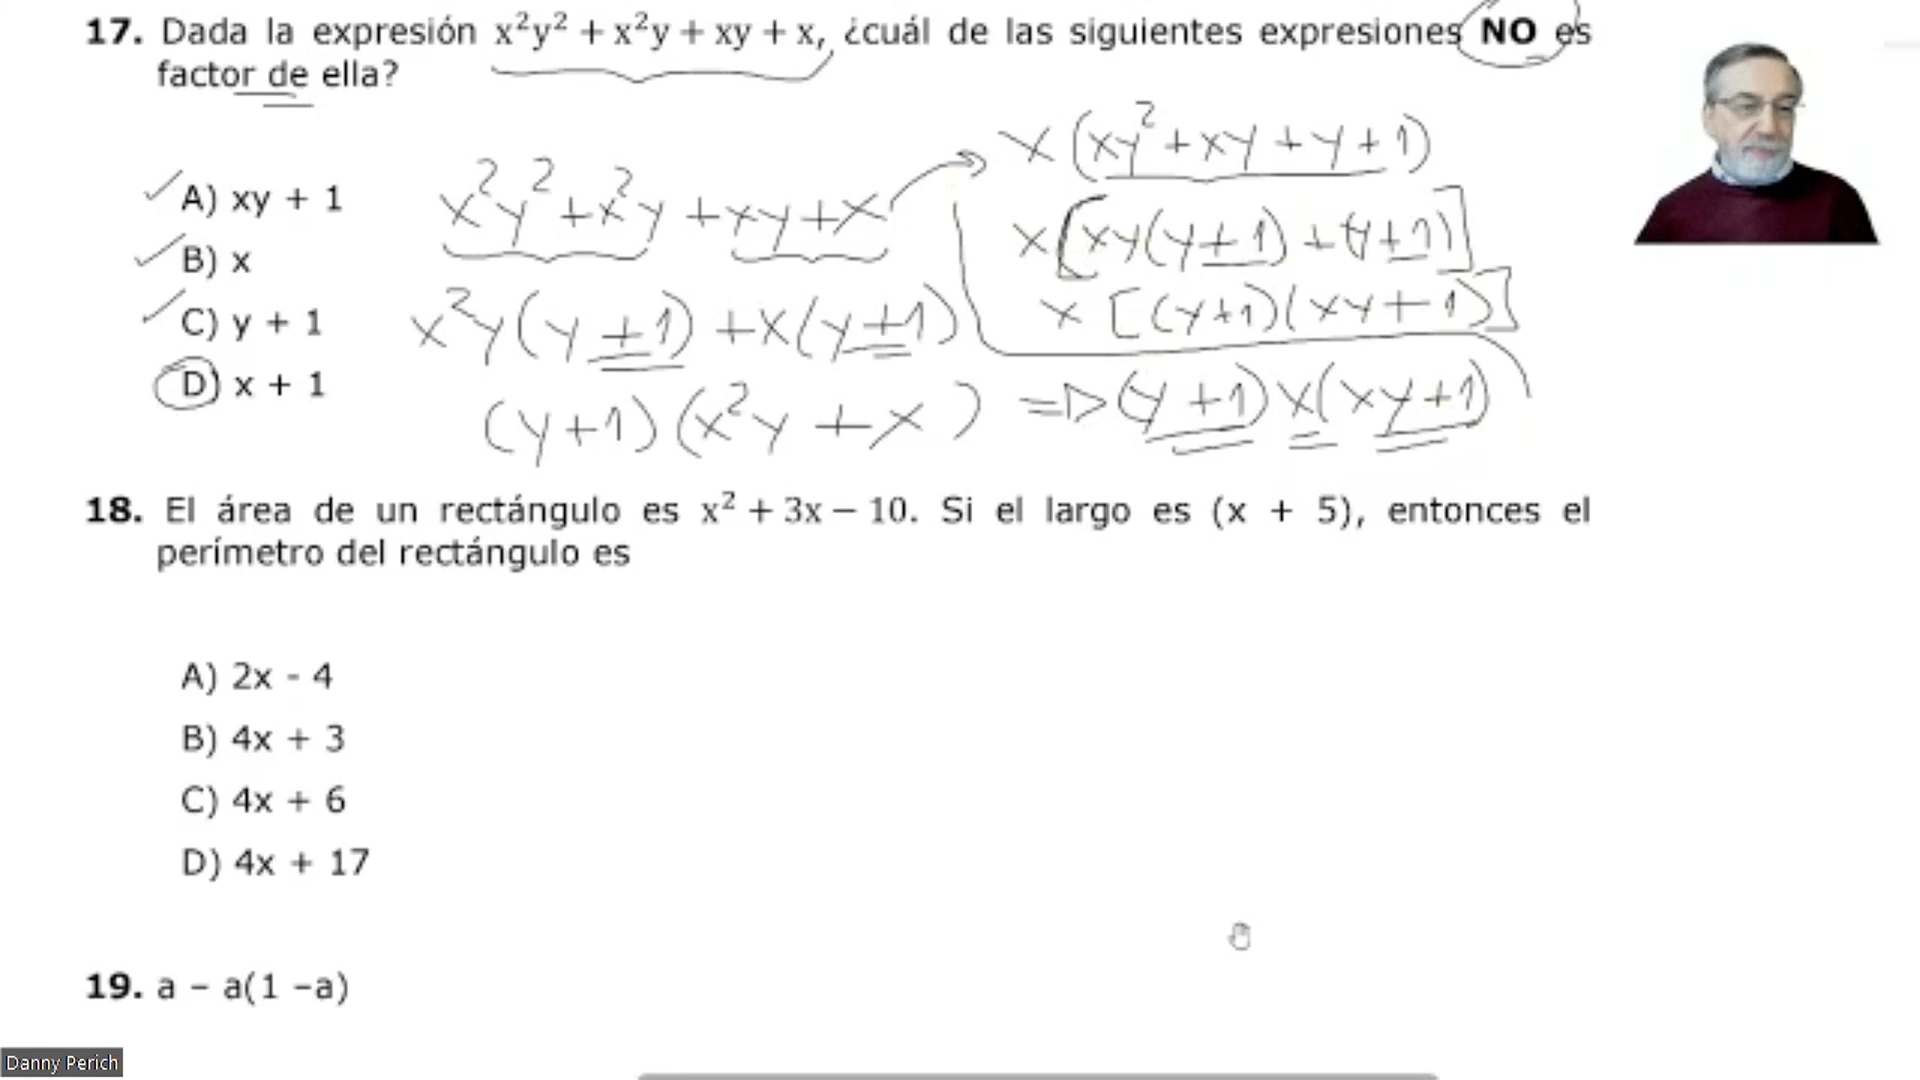 17. Dada la expresión x²y² + x²y + xy + x, ¿cuál de las siguientes expresiones NO es
factor de ella?
x(xy²+xy+y+1)
A) xy + 1
x²y²+x²y+xy+x
x[xy(y+1)+(y+1)]
B) x
C) y + 1
x²y(y+1)+x(y+1)
x[(y+1)(xy+1)]
D) x + 1
(y+1)(x²y+x) => (y+1)x(xy+1)
18. El área de un rectángulo es x² + 3x − 10. Si el largo es (x + 5), entonces el
perímetro del rectángulo es
A) 2x - 4
B) 4x + 3
C) 4x + 6
D) 4x + 17
19. a – a(1 –a)
Danny Perich